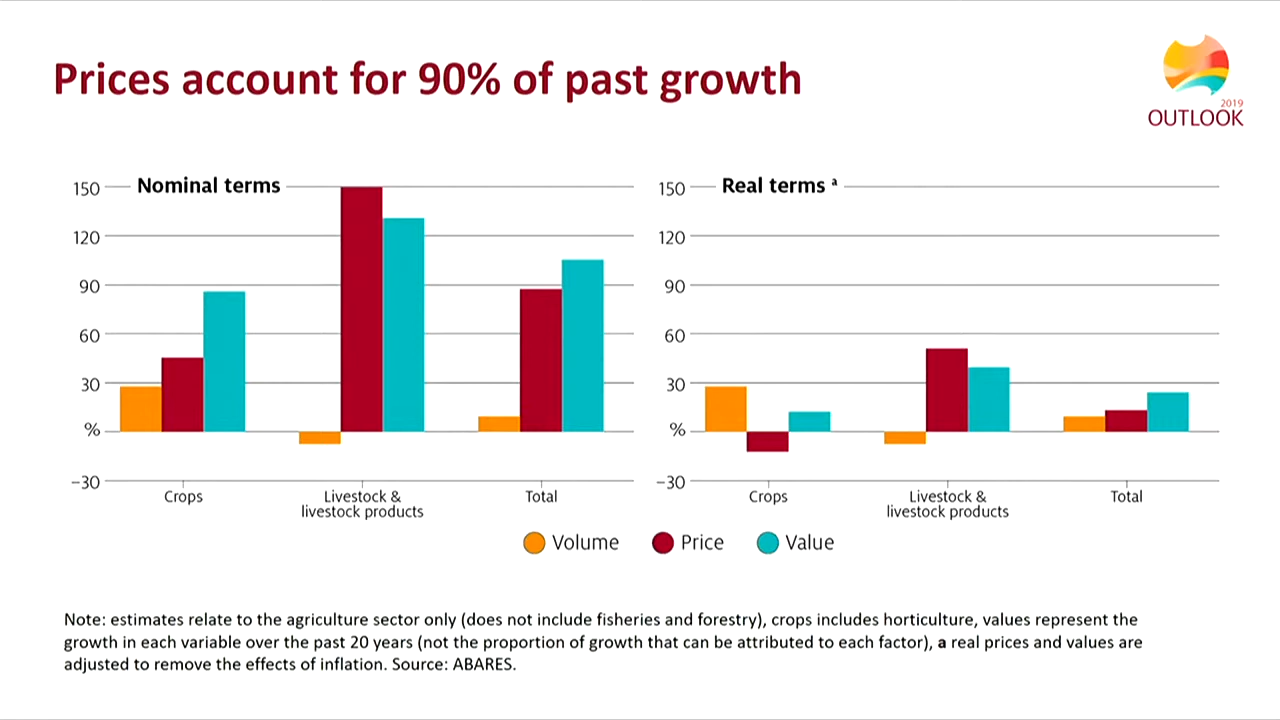 Prices account for 90% of past growth
2019
OUTLOOK
Nominal terms
150
120
90
60
30
%
−30
Crops
Livestock &
livestock products
Total
Real terms ᵃ
150
120
90
60
30
%
−30
Crops
Livestock &
livestock products
Total
Volume Price Value
Note: estimates relate to the agriculture sector only (does not include fisheries and forestry), crops includes horticulture, values represent the
growth in each variable over the past 20 years (not the proportion of growth that can be attributed to each factor), a real prices and values are
adjusted to remove the effects of inflation. Source: ABARES.